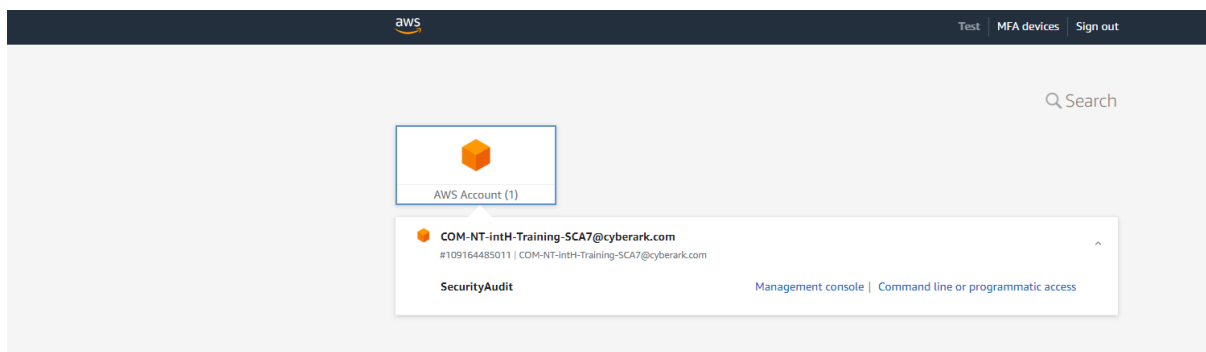 aws
Test | MFA devices | Sign out
Search
AWS Account (1)
COM-NT-intH-Training-SCA7@cyberark.com
#109164485011 | COM-NT-intH-Training-SCA7@cyberark.com
SecurityAudit Management console | Command line or programmatic access